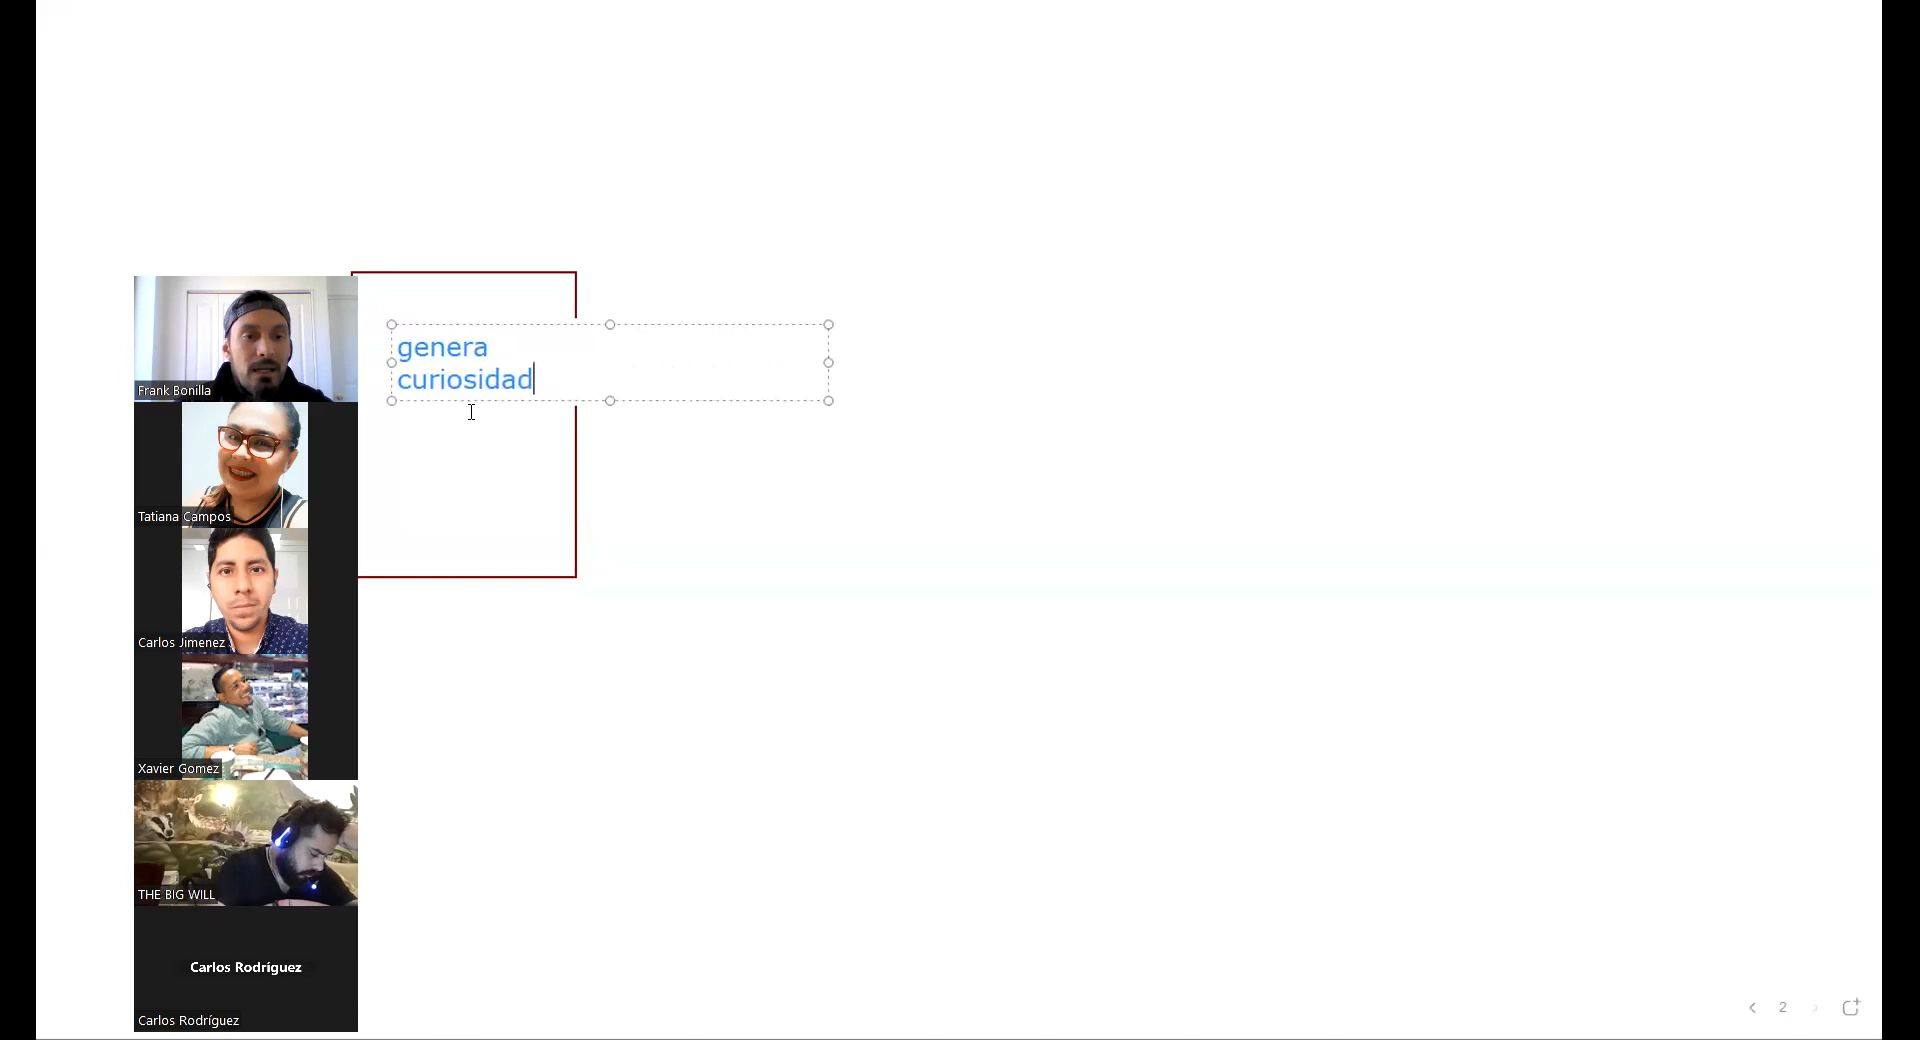 genera
curiosidad
Frank Bonilla
Tatiana Campos
Carlos Jimenez
Xavier Gomez
THE BIG WILL
Carlos Rodríguez
Carlos Rodríguez
2